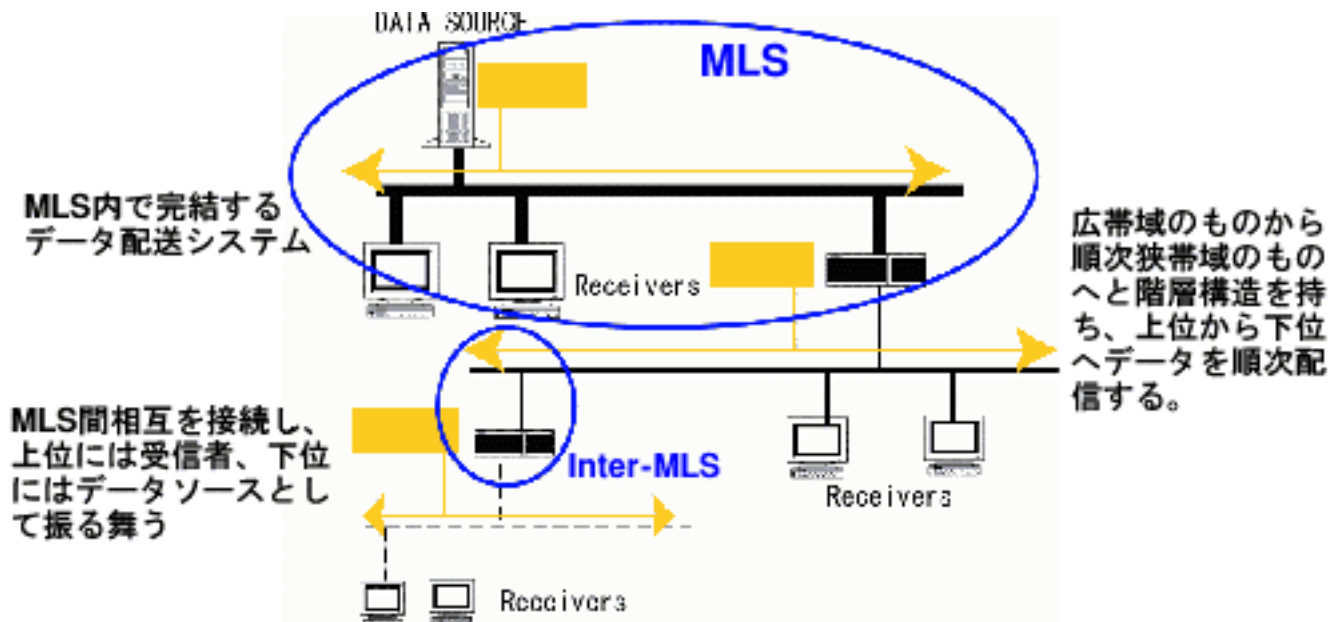 DATA SOURCE
MLS
MLS内で完結する
データ配送システム
Receivers
広帯域のものから
順次狭帯域のもの
へと階層構造を持
ち、上位から下位
へデータを順次配
信する。
MLS間相互を接続し、
上位には受信者、下位
にはデータソースとし
て振る舞う
Inter-MLS
Receivers
Receivers